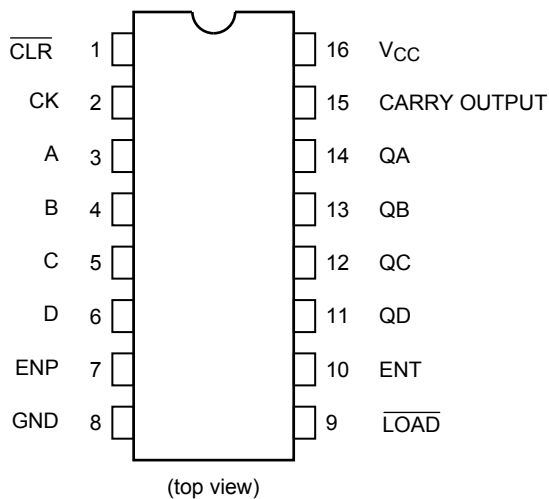 CLR 1 16 VCC
CK 2 15 CARRY OUTPUT
A 3 14 QA
B 4 13 QB
C 5 12 QC
D 6 11 QD
ENP 7 10 ENT
GND 8 9 LOAD
(top view)